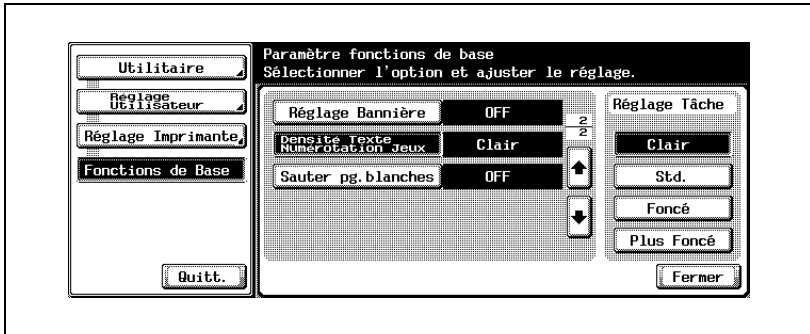 Paramètre fonctions de base
Sélectionner l'option et ajuster le réglage.
Utilitaire
Réglage
Utilisateur
Réglage Imprimante
Fonctions de Base
Quitt.
Réglage Bannière OFF
Densité Texte
Numérotation Jeux Clair
Sauter pg.blanches OFF
2
2
Réglage Tâche
Clair
Std.
Foncé
Plus Foncé
Fermer